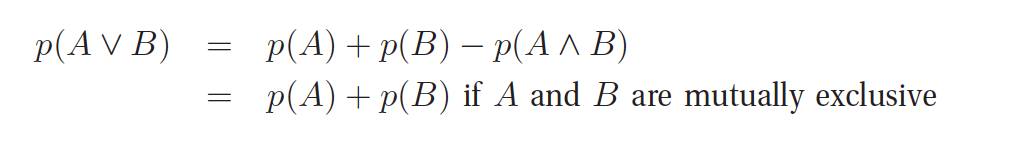 p(A ∨ B) = p(A) + p(B) − p(A ∧ B)
= p(A) + p(B) if A and B are mutually exclusive